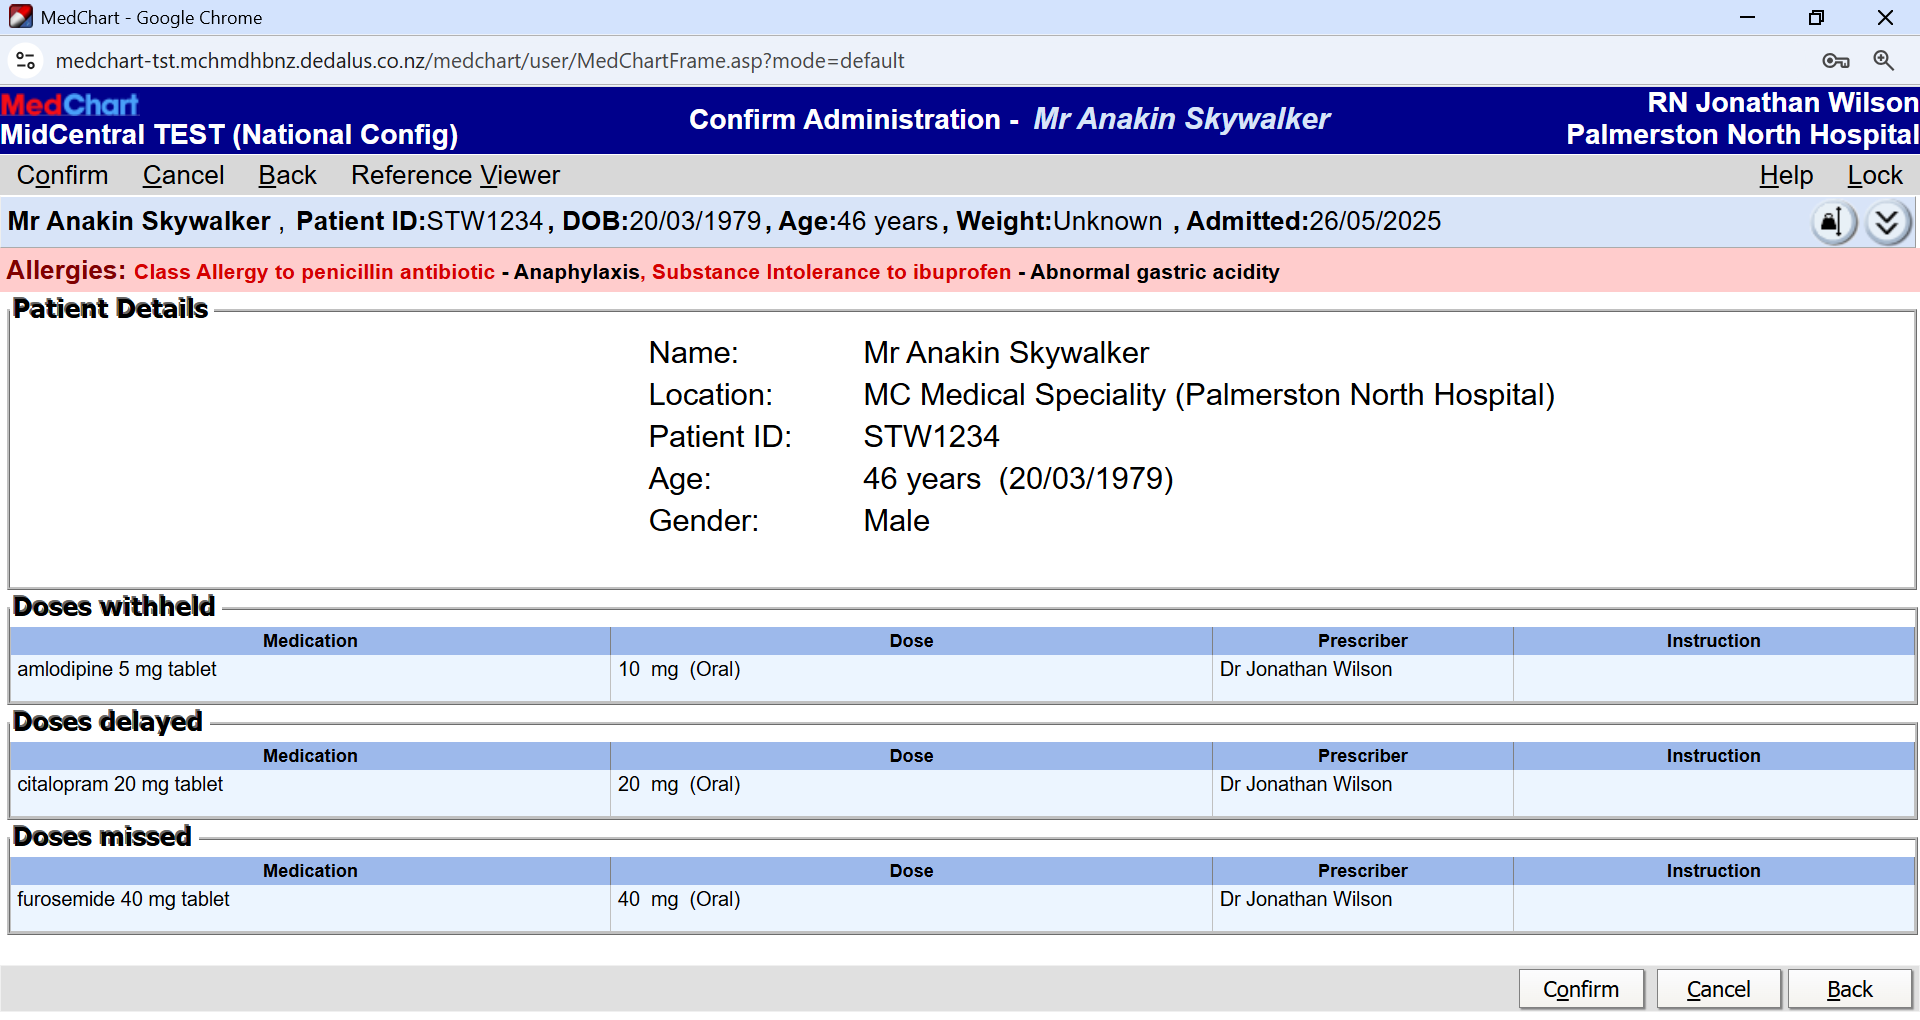 MedChart - Google Chrome
medchart-tst.mchmdhbnz.dedalus.co.nz/medchart/user/MedChartFrame.asp?mode=default
MedChart
MidCentral TEST (National Config)
Confirm Administration - Mr Anakin Skywalker
RN Jonathan Wilson
Palmerston North Hospital
Confirm Cancel Back Reference Viewer Help Lock
Mr Anakin Skywalker , Patient ID:STW1234, DOB:20/03/1979, Age:46 years, Weight:Unknown , Admitted:26/05/2025
Allergies: Class Allergy to penicillin antibiotic - Anaphylaxis, Substance Intolerance to ibuprofen - Abnormal gastric acidity
Patient Details
Name: Mr Anakin Skywalker
Location: MC Medical Speciality (Palmerston North Hospital)
Patient ID: STW1234
Age: 46 years (20/03/1979)
Gender: Male
Doses withheld
Medication Dose Prescriber Instruction
amlodipine 5 mg tablet 10 mg (Oral) Dr Jonathan Wilson
Doses delayed
Medication Dose Prescriber Instruction
citalopram 20 mg tablet 20 mg (Oral) Dr Jonathan Wilson
Doses missed
Medication Dose Prescriber Instruction
furosemide 40 mg tablet 40 mg (Oral) Dr Jonathan Wilson
Confirm Cancel Back